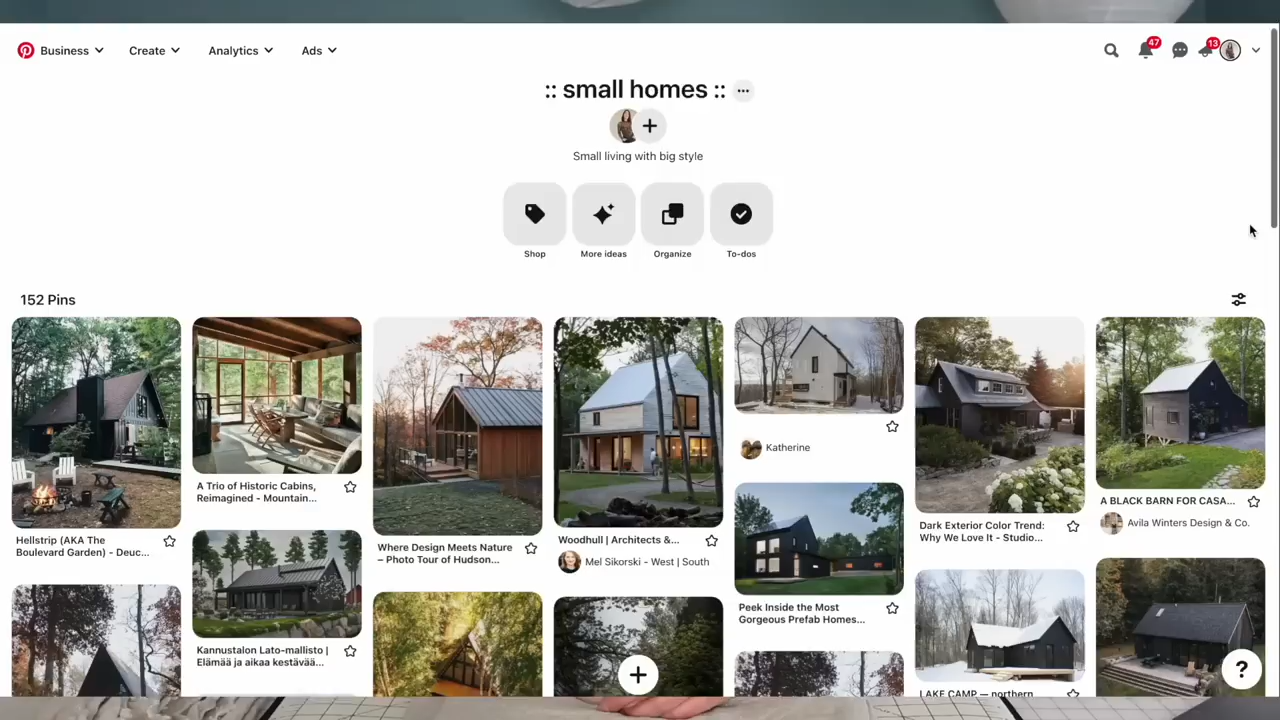 Business
Create
Analytics
Ads
47
13
:: small homes ::
Small living with big style
Shop
More ideas
Organize
To-dos
152 Pins
Hellstrip (AKA The
Boulevard Garden) - Deuc...
A Trio of Historic Cabins,
Reimagined - Mountain...
Kannustalon Lato-mallisto |
Elämää ja aikaa kestävää...
Where Design Meets Nature
– Photo Tour of Hudson...
Woodhull | Architects &...
Mel Sikorski - West | South
Katherine
Peek Inside the Most
Gorgeous Prefab Homes...
Dark Exterior Color Trend:
Why We Love It - Studio...
LAKE CAMP — northern
A BLACK BARN FOR CASA...
Avila Winters Design & Co.
?